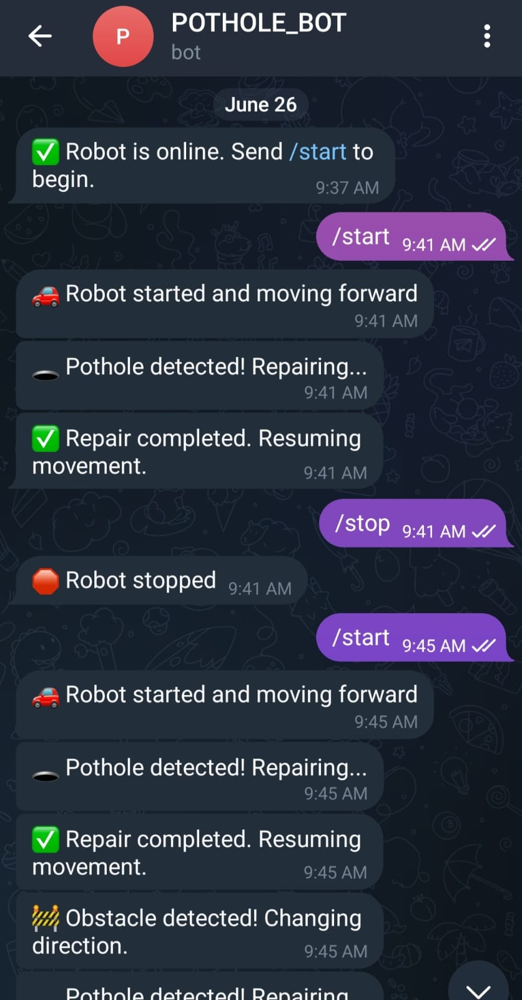 POTHOLE_BOT
P
bot
June 26
✅ Robot is online. Send /start to
begin.
9:37 AM
/start 9:41 AM
🚗 Robot started and moving forward
9:41 AM
🕳️ Pothole detected! Repairing...
9:41 AM
✅ Repair completed. Resuming
movement.
9:41 AM
/stop 9:41 AM
🛑 Robot stopped 9:41 AM
/start 9:45 AM
🚗 Robot started and moving forward
9:45 AM
🕳️ Pothole detected! Repairing...
9:45 AM
✅ Repair completed. Resuming
movement.
9:45 AM
🚧 Obstacle detected! Changing
direction.
9:45 AM
Pothole detected! Repairing